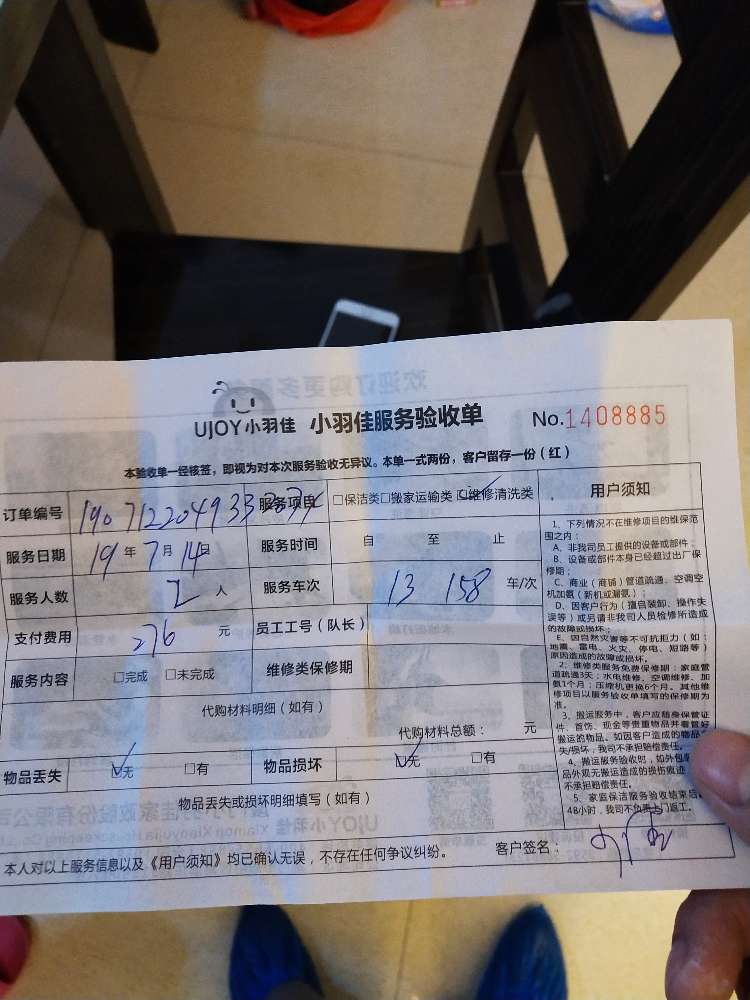 UJOY小羽佳 小羽佳服务验收单 No.1408885
本验收单一经核签，即视为对本次服务验收无异议。本单一式两份，客户留存一份（红）
订单编号 服务项目 □保洁类□搬家运输类☑维修清洗类
服务日期 19年7月14日 服务时间 自 至 止
服务人数 2人 服务车次 13 158 车/次
支付费用 276元 员工工号（队长）
服务内容 □完成 □未完成 维修类保修期
代购材料明细（如有）
代购材料总额： 元
物品丢失 ☑无 □有 物品损坏 ☑无 □有
物品丢失或损坏明细填写（如有）
本人对以上服务信息以及《用户须知》均已确认无误，不存在任何争议纠纷。 客户签名：
用户须知
1、下列情况不在维修项目的维保范
围之内：
A、非我司员工提供的设备或部件；
B、设备或部件本身已经超过出厂保
修期；
C、商业（商铺）管道疏通、空调空
机加氨（新机或漏氨）；
D、因客户行为（擅自装卸、操作失
误等）或另请非我司人员检修所造成
的故障或损坏；
E、因自然灾害等不可抗拒力（如：
地震、雷电、火灾、停电、短路等）
原因造成的故障或损坏。
2、维修类服务免费保修期：家庭管
道疏通3天；水电维修、空调维修、加
氨1个月；压缩机更换6个月。其他维
修项目以服务验收单填写的保修期为
准。
3、搬运服务中，客户应随身保管证
件、首饰、现金等贵重物品并看管好
搬运的物品。如因客户造成的物品
失/损坏，我司不承担赔偿责任。
4、搬运服务验收时，如外包
品外观无搬运造成的损伤痕迹
不承担赔偿责任。
5、家庭保洁服务验收结束后
48小时，我司不负责上门返工。